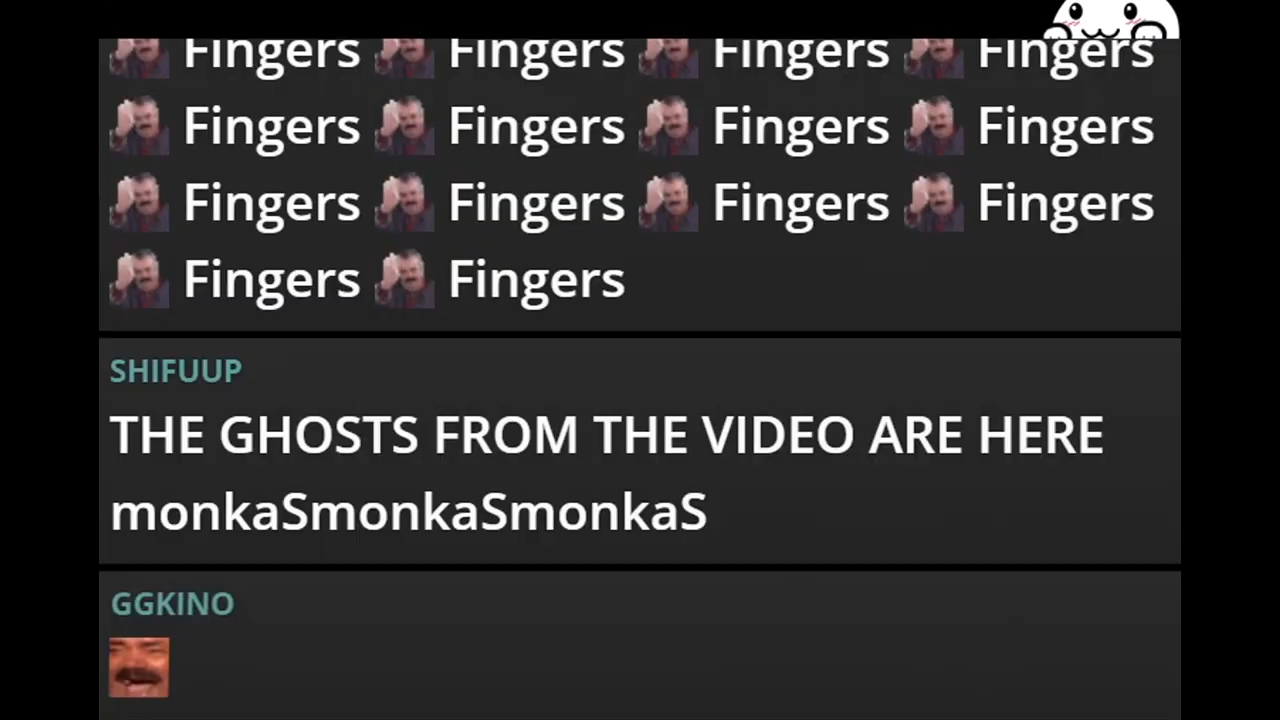 Fingers Fingers Fingers Fingers
Fingers Fingers Fingers Fingers
Fingers Fingers Fingers Fingers
Fingers Fingers
SHIFUUP
THE GHOSTS FROM THE VIDEO ARE HERE
monkaSmonkaSmonkaS
GGKINO